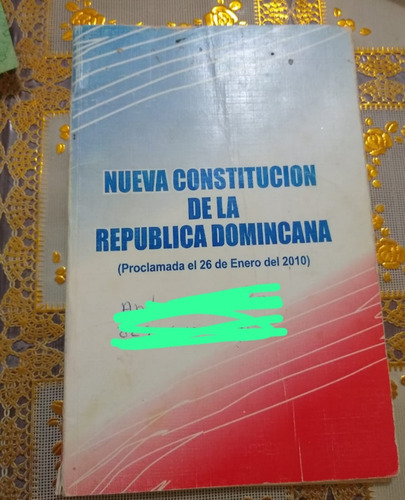 NUEVA CONSTITUCION
DE LA
REPUBLICA DOMINCANA
(Proclamada el 26 de Enero del 2010)